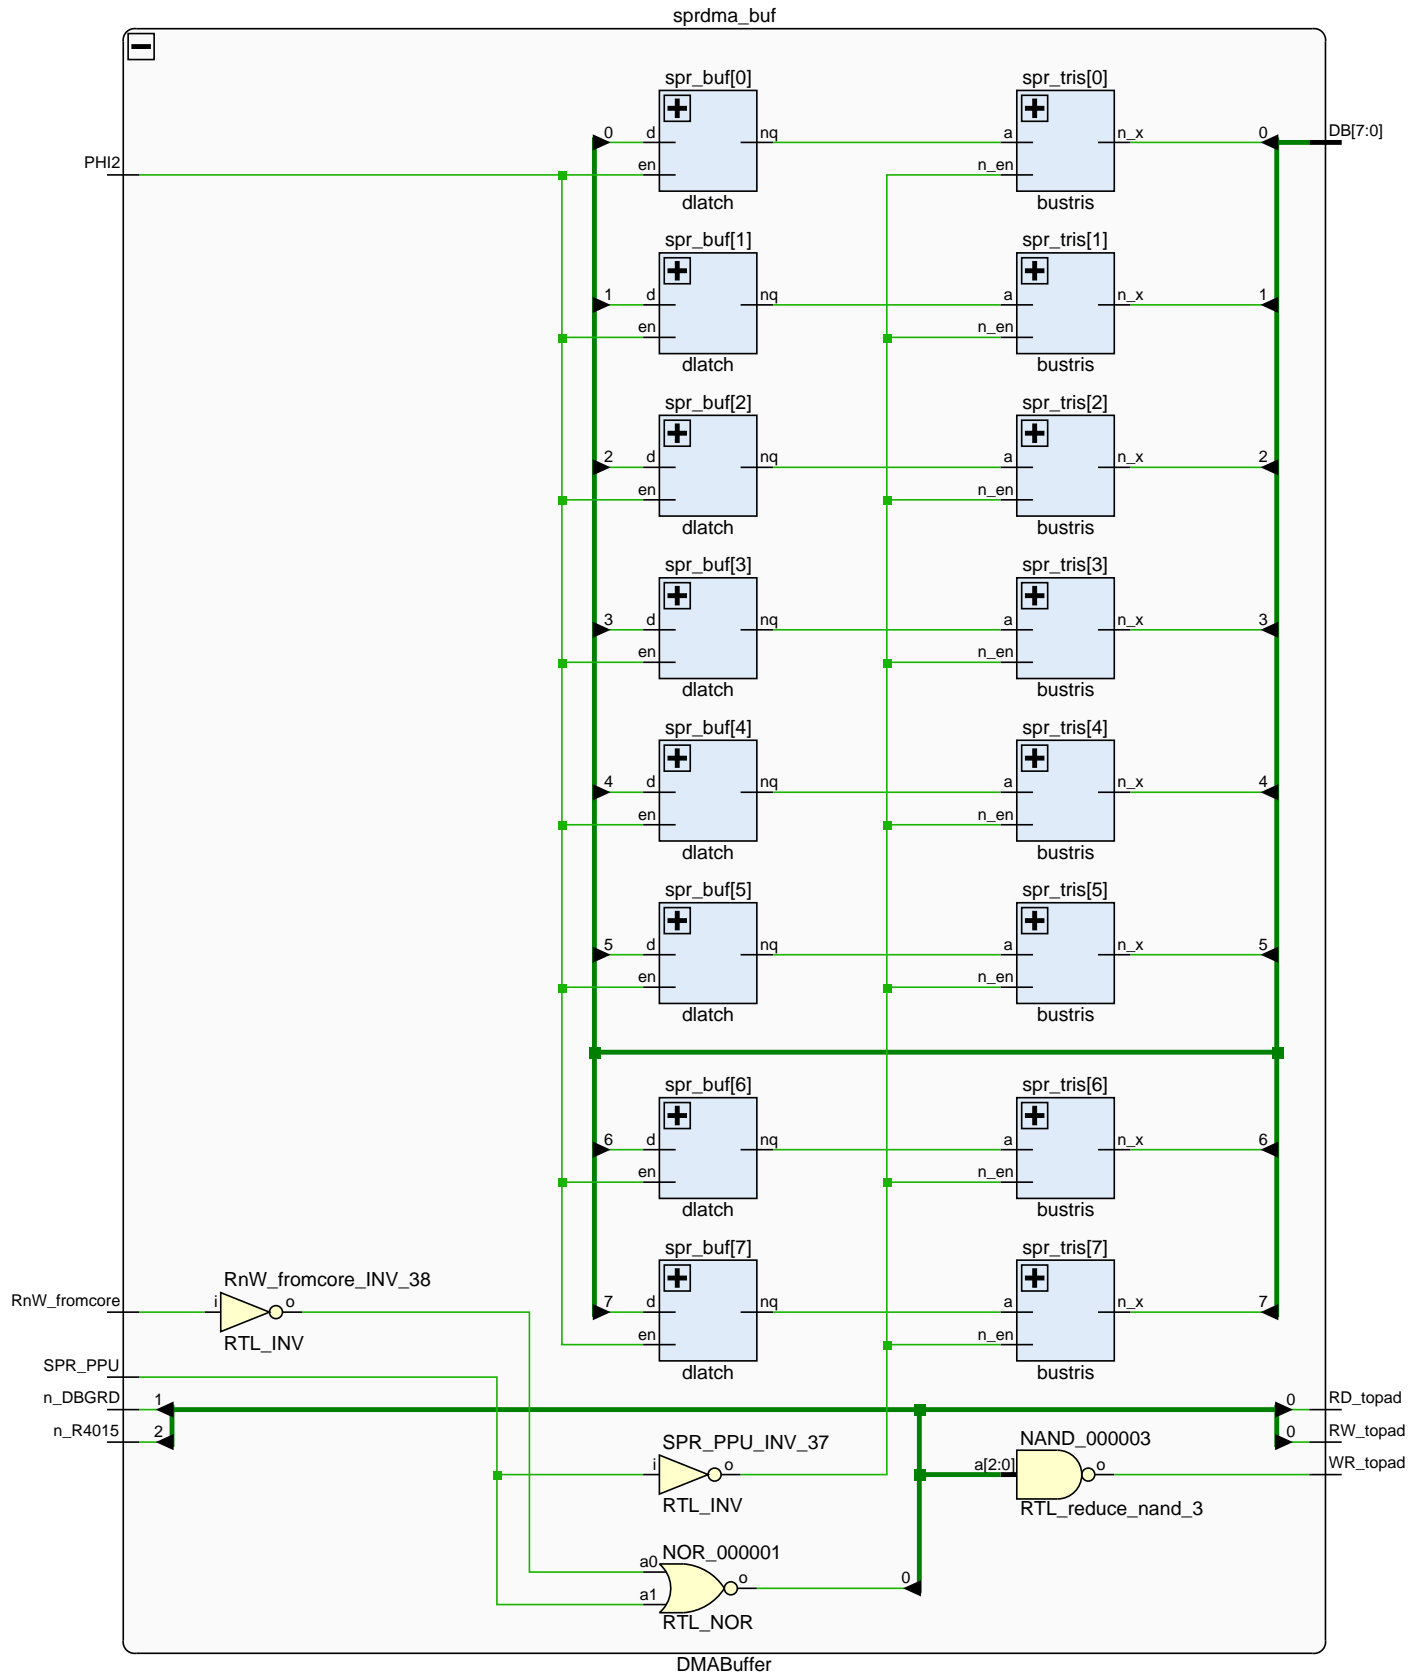 sprdma_buf
spr_buf[0] spr_tris[0]
0 d nq a n_x 0 DB[7:0]
PHI2 en n_en
dlatch bustris
spr_buf[1] spr_tris[1]
1 d nq a n_x 1
en n_en
dlatch bustris
spr_buf[2] spr_tris[2]
2 d nq a n_x 2
en n_en
dlatch bustris
spr_buf[3] spr_tris[3]
3 d nq a n_x 3
en n_en
dlatch bustris
spr_buf[4] spr_tris[4]
4 d nq a n_x 4
en n_en
dlatch bustris
spr_buf[5] spr_tris[5]
5 d nq a n_x 5
en n_en
dlatch bustris
spr_buf[6] spr_tris[6]
6 d nq a n_x 6
en n_en
dlatch bustris
spr_buf[7] spr_tris[7]
RnW_fromcore_INV_38
RnW_fromcore i o 7 d nq a n_x 7
RTL_INV en n_en
SPR_PPU dlatch bustris
n_DBGRD 1 0 RD_topad
n_R4015 2 0 RW_topad
SPR_PPU_INV_37 NAND_000003
i o a[2:0] o WR_topad
RTL_INV RTL_reduce_nand_3
NOR_000001
a0 o 0
a1
RTL_NOR
DMABuffer